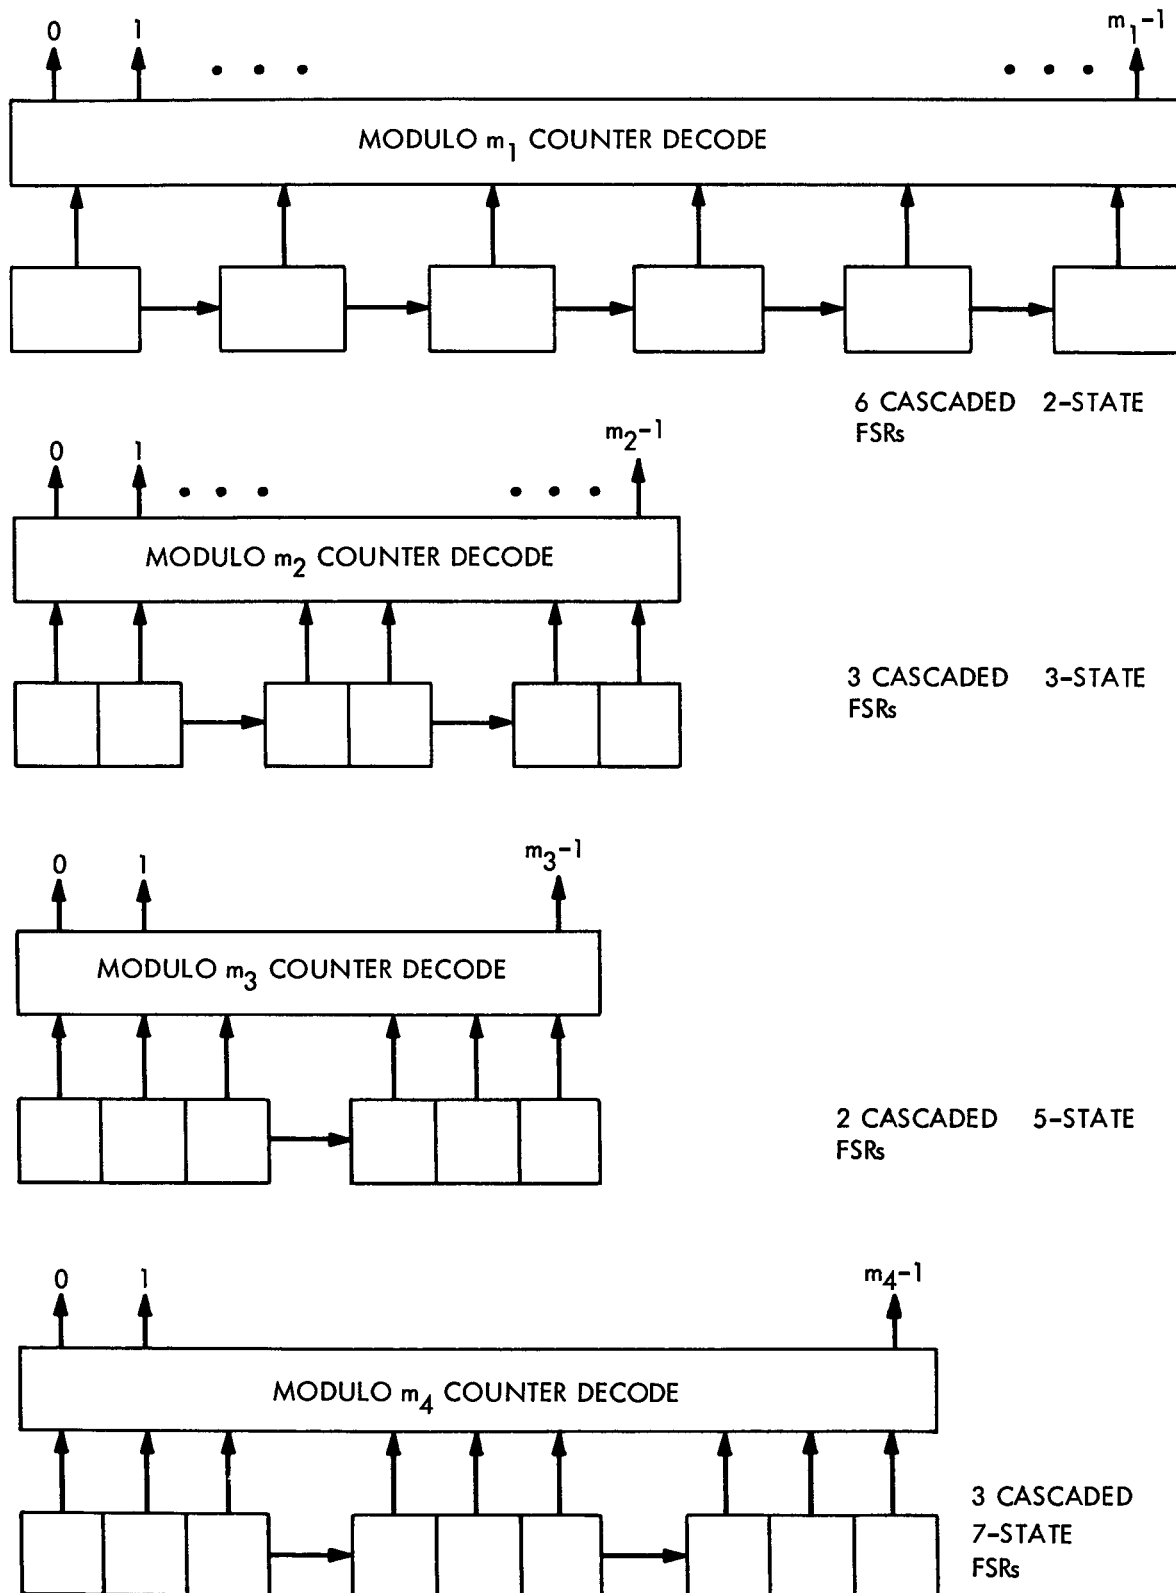 0 1 m1-1
MODULO m1 COUNTER DECODE
6 CASCADED 2-STATE
FSRs
0 1 m2-1
MODULO m2 COUNTER DECODE
3 CASCADED 3-STATE
FSRs
0 1 m3-1
MODULO m3 COUNTER DECODE
2 CASCADED 5-STATE
FSRs
0 1 m4-1
MODULO m4 COUNTER DECODE
3 CASCADED
7-STATE
FSRs